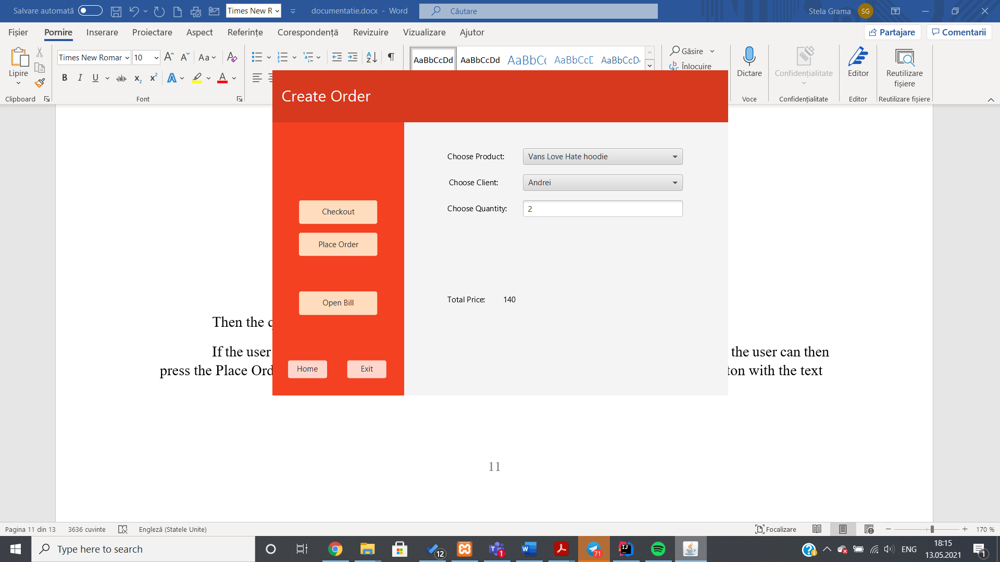 Salvare automată
Times New R
documentatie.docx - Word
Căutare
Stela Grama
SG
Fișier Pornire Inserare Proiectare Aspect Referințe Corespondență Revizuire Vizualizare Ajutor
Partajare
Comentarii
Lipire
Times New Romar
10
Aa
AaBbCcDd
AaBbCcDd
AaBbCc
AaBbCcD
AaBbCcD
Găsire
Înlocuire
Dictare
Confidențialitate
Editor
Reutilizare
fișiere
Clipboard
Font
Voce
Confidențialitate
Editor
Reutilizare fișiere
Create Order
Choose Product:
Vans Love Hate hoodie
Choose Client:
Andrei
Choose Quantity:
2
Checkout
Place Order
Open Bill
Total Price: 140
Home
Exit
Then the
If the user
the user can then
press the Place
with the text
11
Pagina 11 din 13
3636 cuvinte
Engleză (Statele Unite)
Focalizare
170 %
Type here to search
12
1
71
ENG
18:15
13.05.2021
1